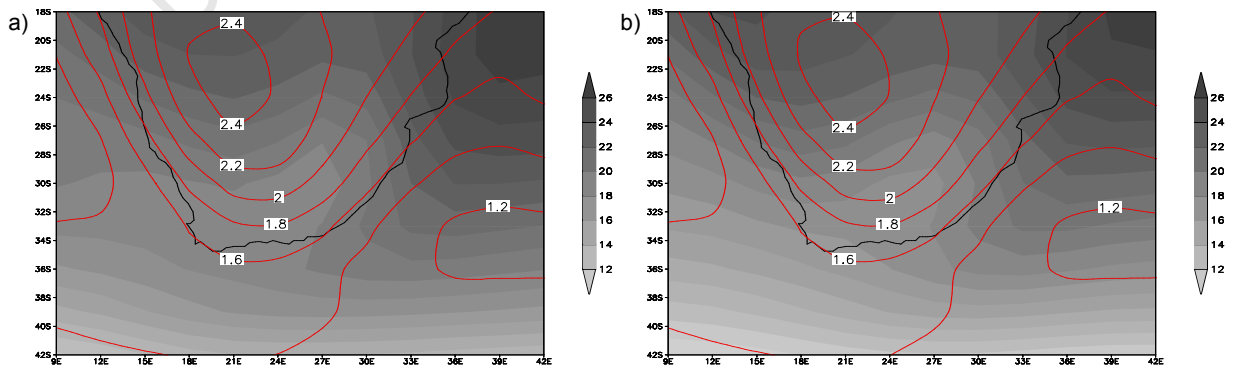 a)
18S
20S
22S
24S
26S
28S
30S
32S
34S
36S
38S
40S
42S
9E 12E 15E 18E 21E 24E 27E 30E 33E 36E 39E 42E
2.4
2.4
2.2
2
1.8
1.6
1.2
26
24
22
20
18
16
14
12
b)
18S
20S
22S
24S
26S
28S
30S
32S
34S
36S
38S
40S
42S
9E 12E 15E 18E 21E 24E 27E 30E 33E 36E 39E 42E
2.4
2.4
2.2
2
1.8
1.6
1.2
26
24
22
20
18
16
14
12